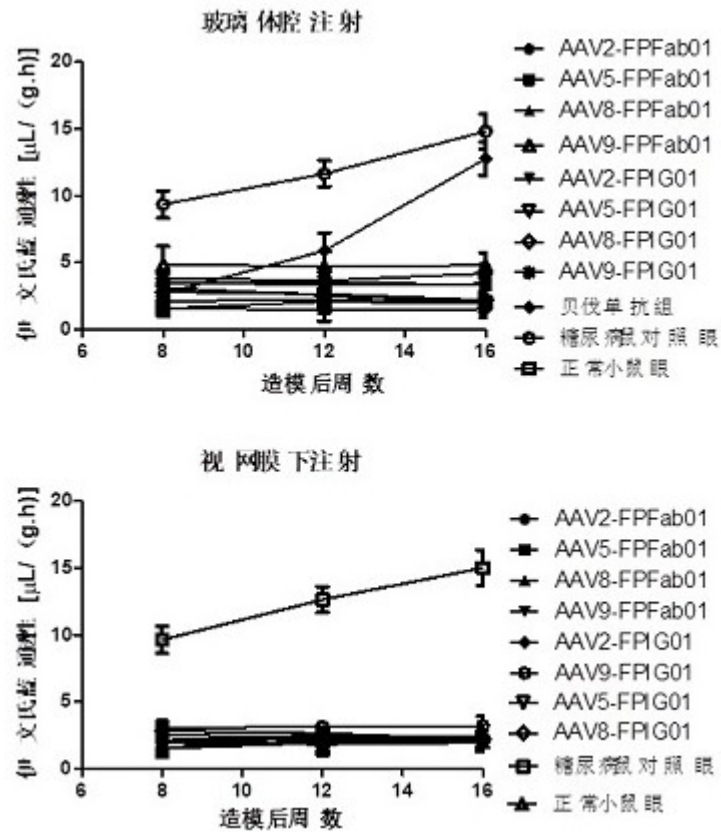 玻璃体腔注射
伊文氏蓝通透性 [µL/ (g.h)]
20
15
10
5
0
6 8 10 12 14 16
造模后周数
AAV2-FPFab01
AAV5-FPFab01
AAV8-FPFab01
AAV9-FPFab01
AAV2-FPIG01
AAV5-FPIG01
AAV8-FPIG01
AAV9-FPIG01
贝伐单抗组
糖尿病鼠对照眼
正常小鼠眼
视网膜下注射
伊文氏蓝通透性 [µL/ (g.h)]
20
15
10
5
0
6 8 10 12 14 16
造模后周数
AAV2-FPFab01
AAV5-FPFab01
AAV8-FPFab01
AAV9-FPFab01
AAV2-FPIG01
AAV9-FPIG01
AAV5-FPIG01
AAV8-FPIG01
糖尿病鼠对照眼
正常小鼠眼